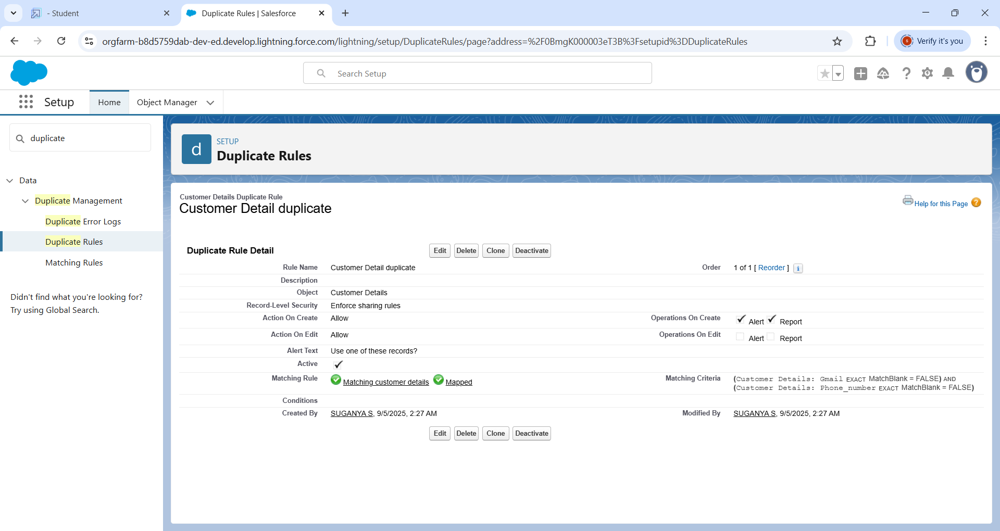 - Student
Duplicate Rules | Salesforce
orgfarm-b8d5759dab-dev-ed.develop.lightning.force.com/lightning/setup/DuplicateRules/page?address=%2F0BmgK000003eT3B%3Fsetupid%3DDuplicateRules
S
Verify it's you
Search Setup
Setup
Home
Object Manager
duplicate
Data
Duplicate Management
Duplicate Error Logs
Duplicate Rules
Matching Rules
Didn't find what you're looking for?
Try using Global Search.
d
SETUP
Duplicate Rules
Customer Details Duplicate Rule
Customer Detail duplicate
Help for this Page ?
Duplicate Rule Detail
Edit Delete Clone Deactivate
Rule Name Customer Detail duplicate Order 1 of 1 [ Reorder ] i
Description
Object Customer Details
Record-Level Security Enforce sharing rules
Action On Create Allow Operations On Create Alert Report
Action On Edit Allow Operations On Edit Alert Report
Alert Text Use one of these records?
Active
Matching Rule Matching customer details Mapped Matching Criteria (Customer Details: Gmail EXACT MatchBlank = FALSE) AND
(Customer Details: Phone_number EXACT MatchBlank = FALSE)
Conditions
Created By SUGANYA S, 9/5/2025, 2:27 AM Modified By SUGANYA S, 9/5/2025, 2:27 AM
Edit Delete Clone Deactivate